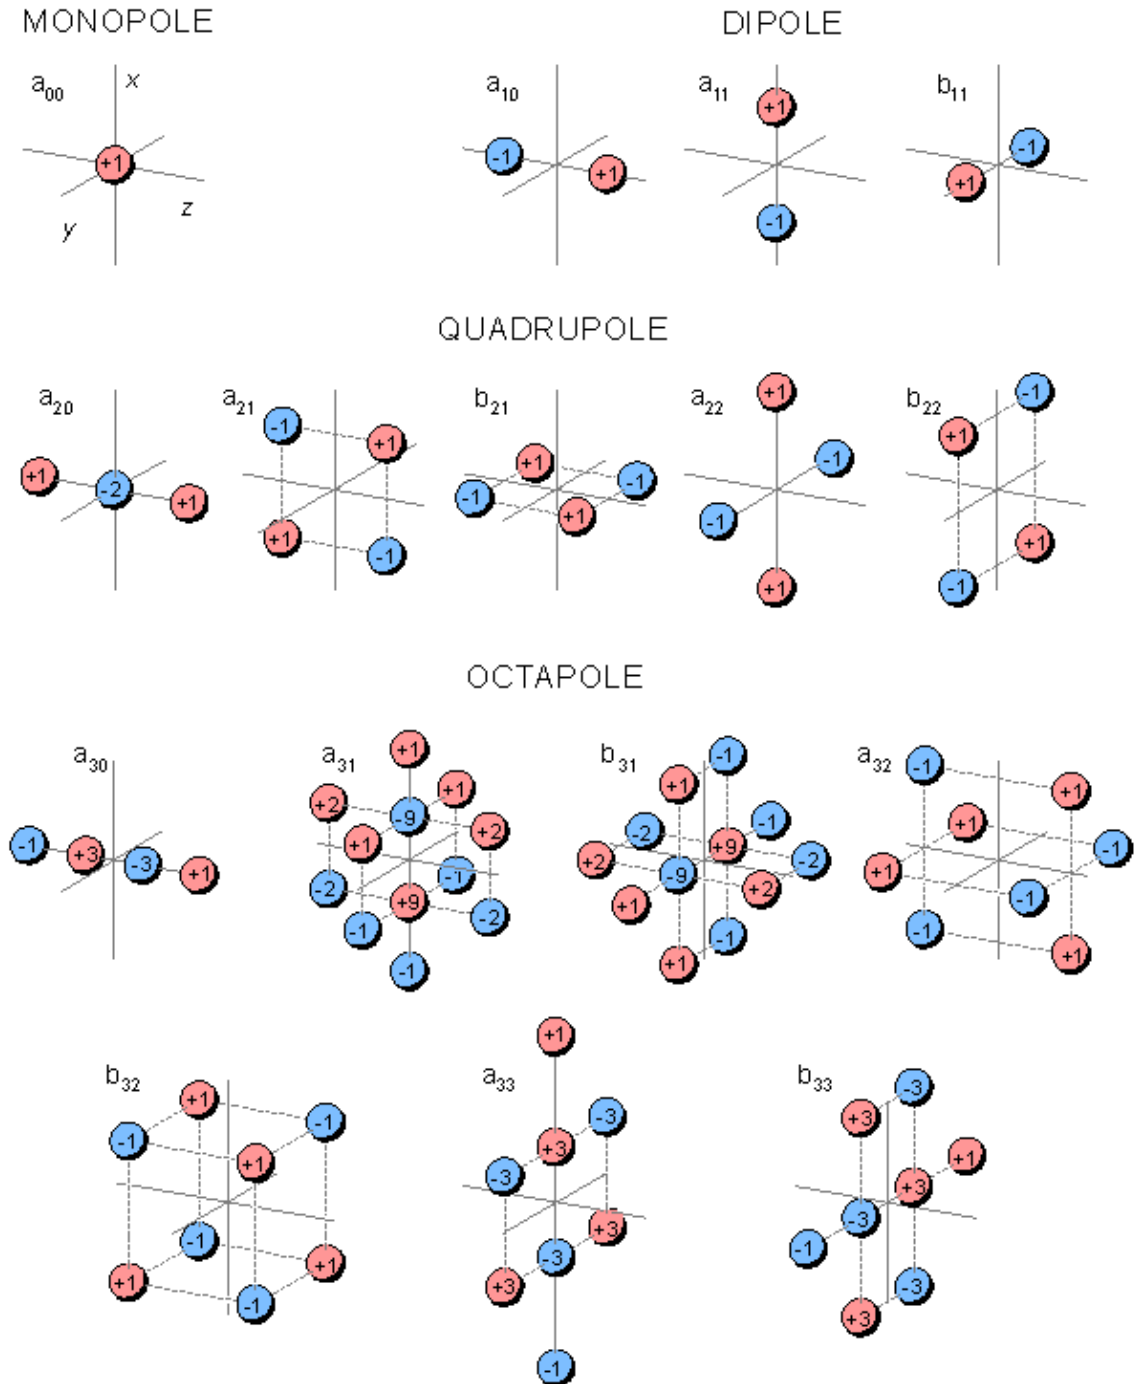 MONOPOLE DIPOLE
a00 x a10 a11 b11
+1 -1 +1 +1 -1 +1 -1
y z
QUADRUPOLE
a20 a21 b21 a22 b22
+1 -2 +1 -1 +1 +1 -1 +1 -1 -1 +1 +1 -1 -1 +1 -1 +1 -1 +1
OCTAPOLE
a30 a31 b31 a32
-1 +3 -3 +1
+1 +2 -9 +1 +1 +2 -2 -1 +9 -1 -2 -1
-1 +1 -2 -1 +9 +2 -9 -2 +1 +2 -1 +1
-1 +1 +1 -1 +1 -1 -1 +1
b32 a33 b33
+1 -1 -1 +1 -1 +1 +1 -1
+1 -3 +3 -3 +3 -3 +3 -1
-3 +3 +1 +3 -3 -1 -3 +3